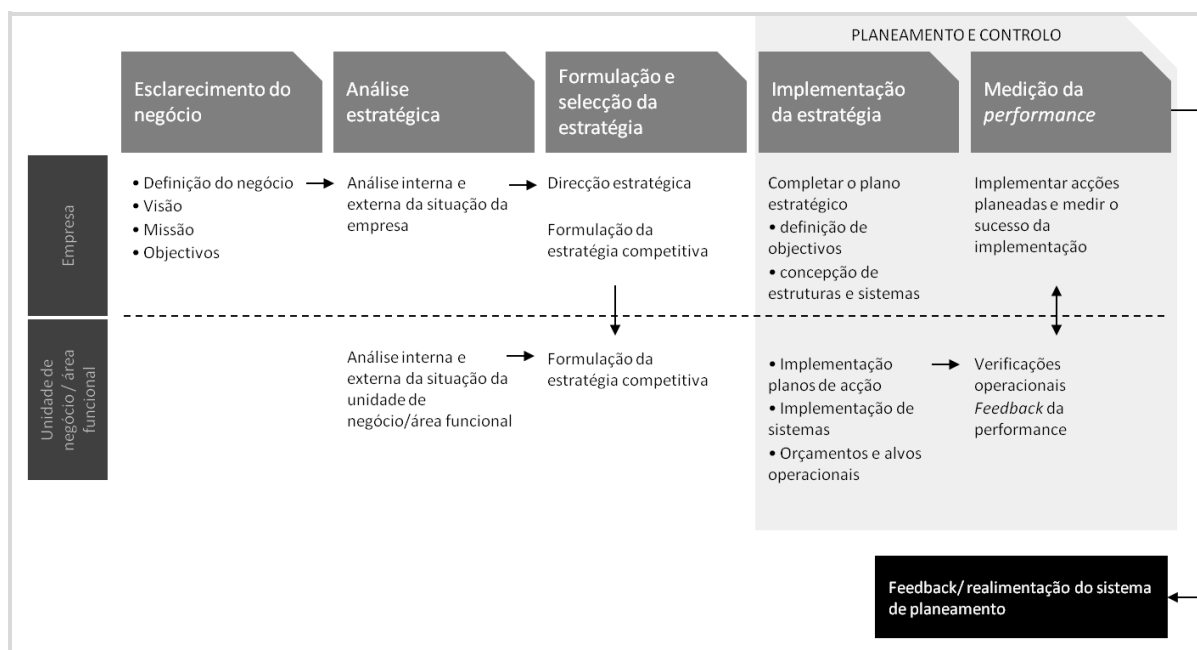 PLANEAMENTO E CONTROLO
Esclarecimento do
negócio
Análise
estratégica
Formulação e
selecção da
estratégia
Implementação
da estratégia
Medição da
performance
Empresa
• Definição do negócio
• Visão
• Missão
• Objectivos
Análise interna e
externa da situação da
empresa
Direcção estratégica
Formulação da
estratégia competitiva
Completar o plano
estratégico
• definição de
objectivos
• concepção de
estruturas e sistemas
Implementar acções
planeadas e medir o
sucesso da
implementação
Unidade de
negócio / área
funcional
Análise interna e
externa da situação da
unidade de
negócio/área funcional
Formulação da
estratégia competitiva
• Implementação
planos de acção
• Implementação de
sistemas
• Orçamentos e alvos
operacionais
Verificações
operacionais
Feedback da
performance
Feedback/ realimentação do sistema
de planeamento